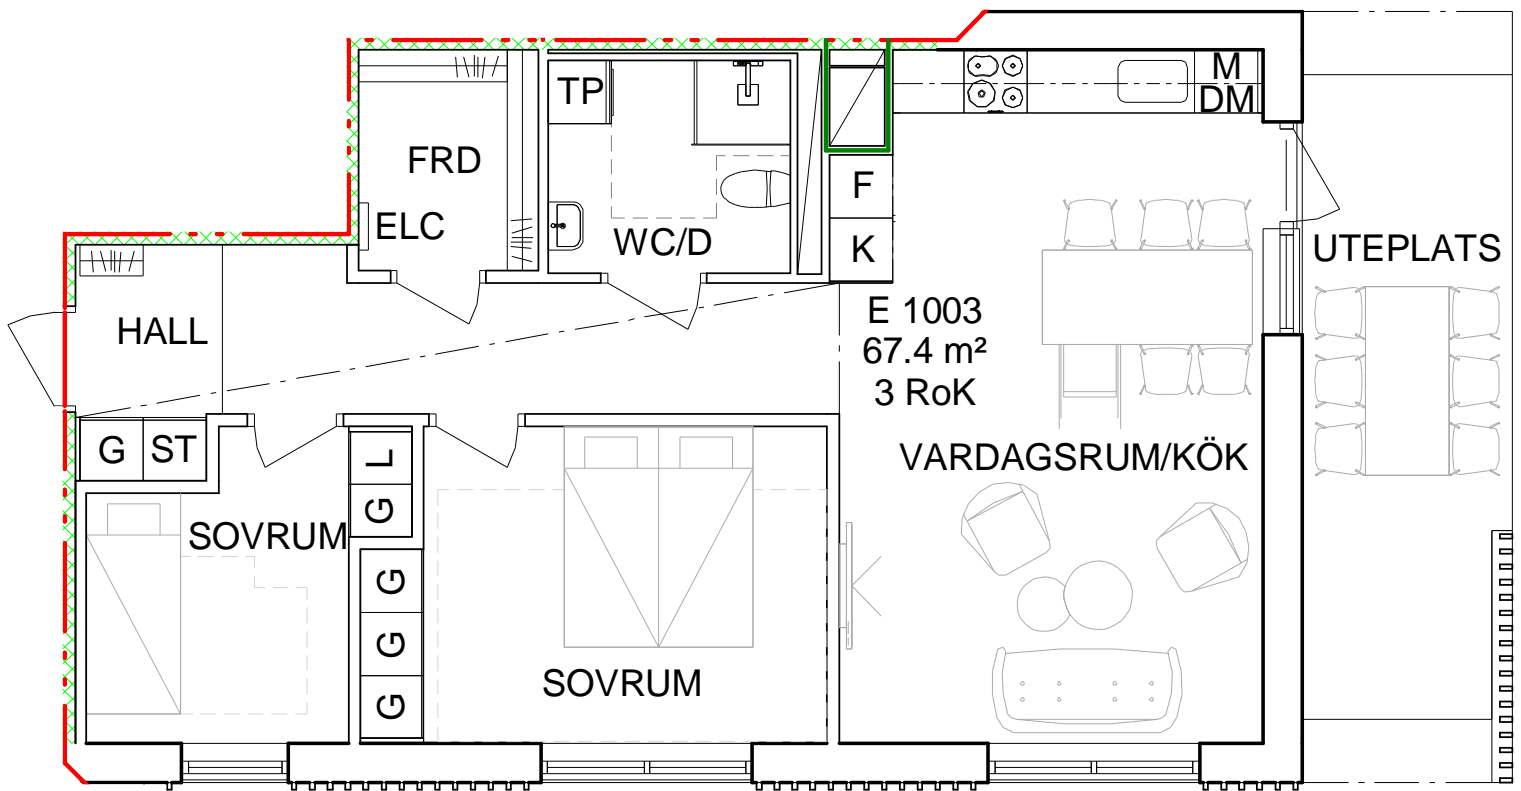 M
DM
TP
FRD
F
ELC
WC/D
K
UTEPLATS
HALL
E 1003
67.4 m²
3 RoK
G
ST
L
VARDAGSRUM/KÖK
G
SOVRUM
G
G
SOVRUM
G